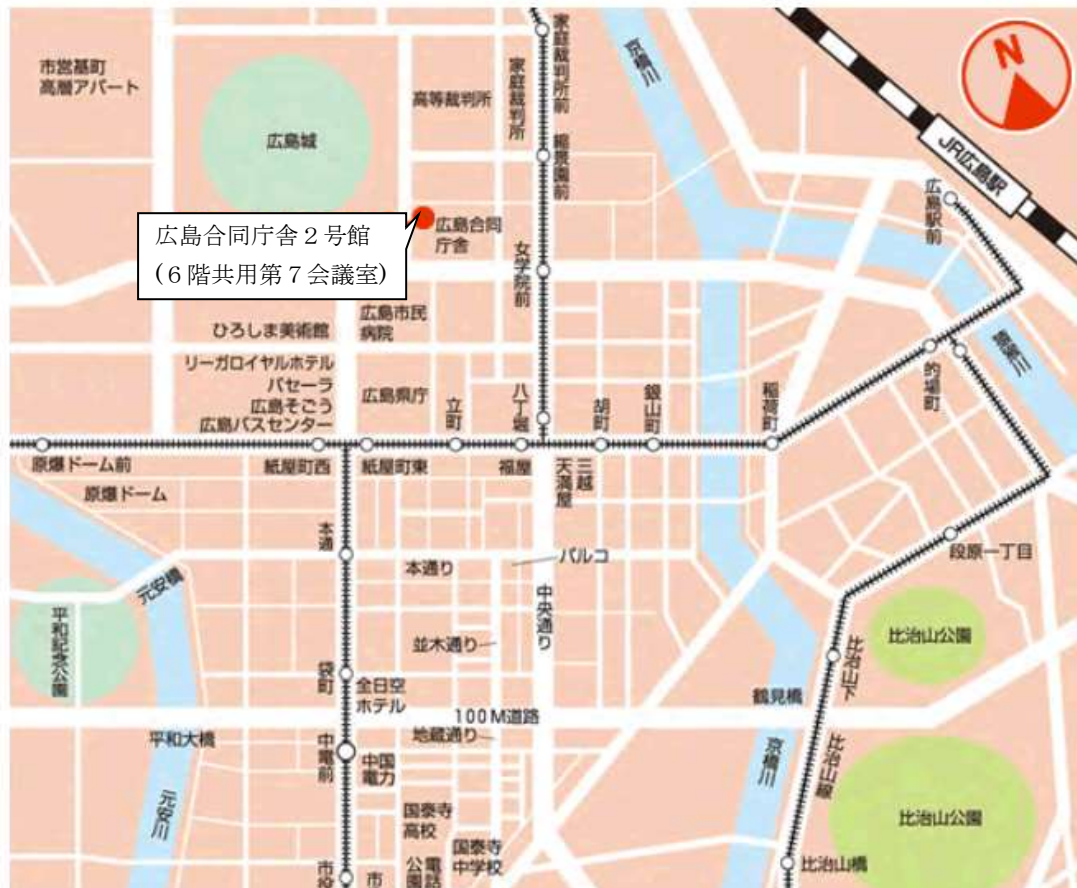 市営基町
高層アパート
広島城
高等裁判所
家庭裁判所
家庭裁判所前
京橋川
N
JR広島駅
広島駅前
縮景園前
広島合同庁舎２号館
(６階共用第７会議室)
広島合同
庁舎
女学院前
広島市民
病院
ひろしま美術館
リーガロイヤルホテル
パセーラ
広島そごう
広島バスセンター
広島県庁
立町
八丁堀
胡町
銀山町
稲荷町
的場町
猿猴川
原爆ドーム前
紙屋町西
紙屋町東
福屋
三越
天満屋
原爆ドーム
本通
本通り
パルコ
段原一丁目
元安橋
平和記念公園
中央通り
並木通り
比治山公園
比治山下
袋町
全日空
ホテル
100M道路
鶴見橋
平和大橋
地蔵通り
中電前
中国
電力
京橋川
比治山線
元安川
国泰寺
高校
比治山公園
国泰寺
中学校
比治山橋
市役
市
公園
電話